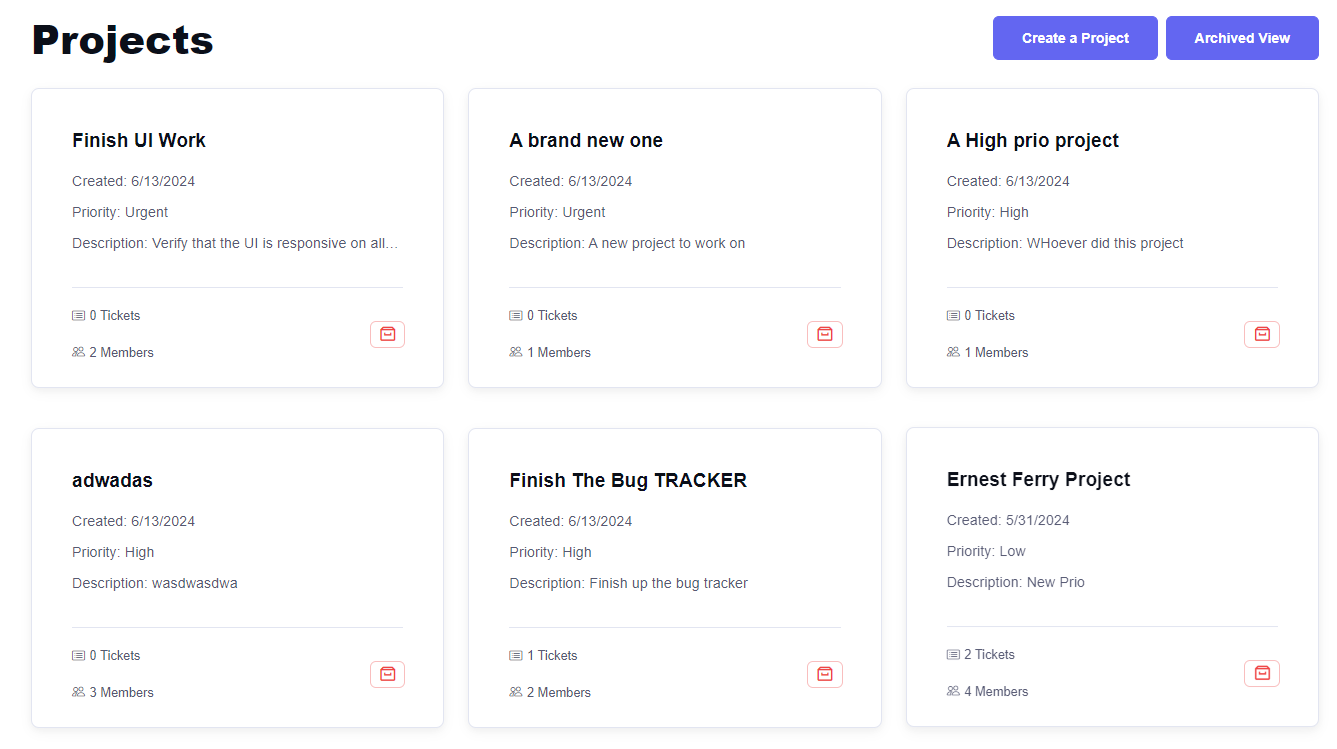 Projects
Create a Project
Archived View
Finish UI Work
Created: 6/13/2024
Priority: Urgent
Description: Verify that the UI is responsive on all...
0 Tickets
2 Members
A brand new one
Created: 6/13/2024
Priority: Urgent
Description: A new project to work on
0 Tickets
1 Members
A High prio project
Created: 6/13/2024
Priority: High
Description: WHoever did this project
0 Tickets
1 Members
adwadas
Created: 6/13/2024
Priority: High
Description: wasdwasdwa
0 Tickets
3 Members
Finish The Bug TRACKER
Created: 6/13/2024
Priority: High
Description: Finish up the bug tracker
1 Tickets
2 Members
Ernest Ferry Project
Created: 5/31/2024
Priority: Low
Description: New Prio
2 Tickets
4 Members